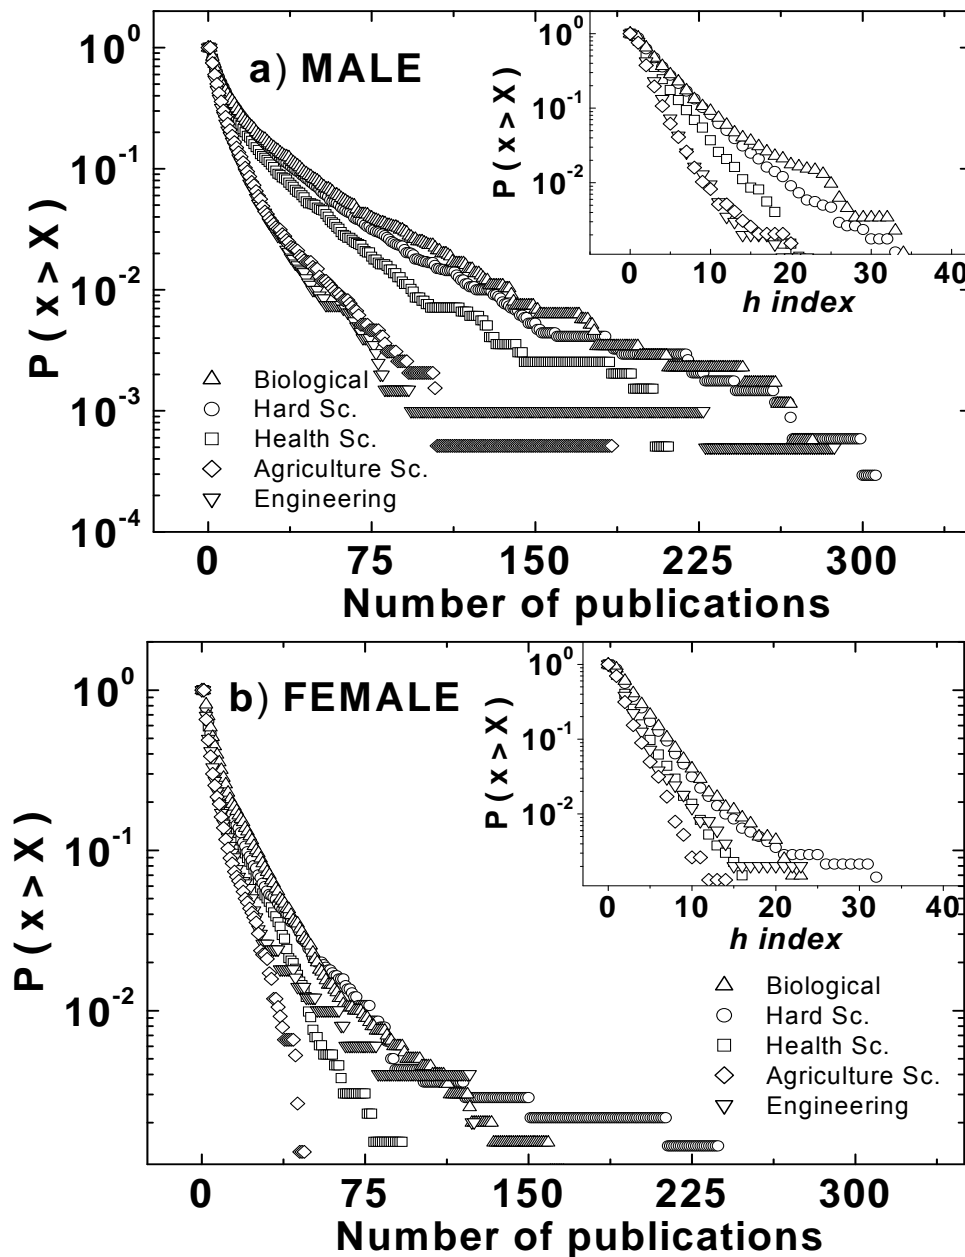 a) MALE
P ( x > X )
10^0
10^-1
10^-2
10^-3
10^-4
0 75 150 225 300
Number of publications
Biological
Hard Sc.
Health Sc.
Agriculture Sc.
Engineering
P ( x > X )
10^0
10^-1
10^-2
0 10 20 30 40
h index
b) FEMALE
P ( x > X )
10^0
10^-1
10^-2
0 75 150 225 300
Number of publications
P ( x > X )
10^0
10^-1
10^-2
0 10 20 30 40
h index
Biological
Hard Sc.
Health Sc.
Agriculture Sc.
Engineering